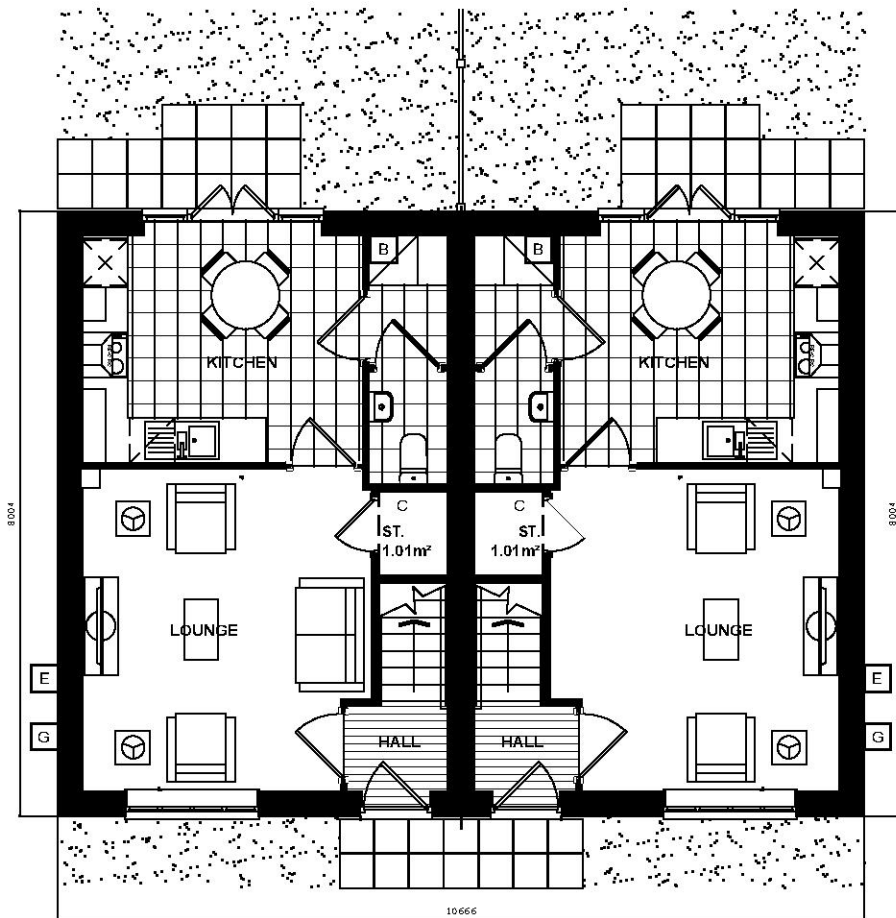 B
B
KITCHEN
KITCHEN
8004
8004
C
C
ST.
1.01m²
ST.
1.01m²
LOUNGE
LOUNGE
E
E
G
G
HALL
HALL
10666